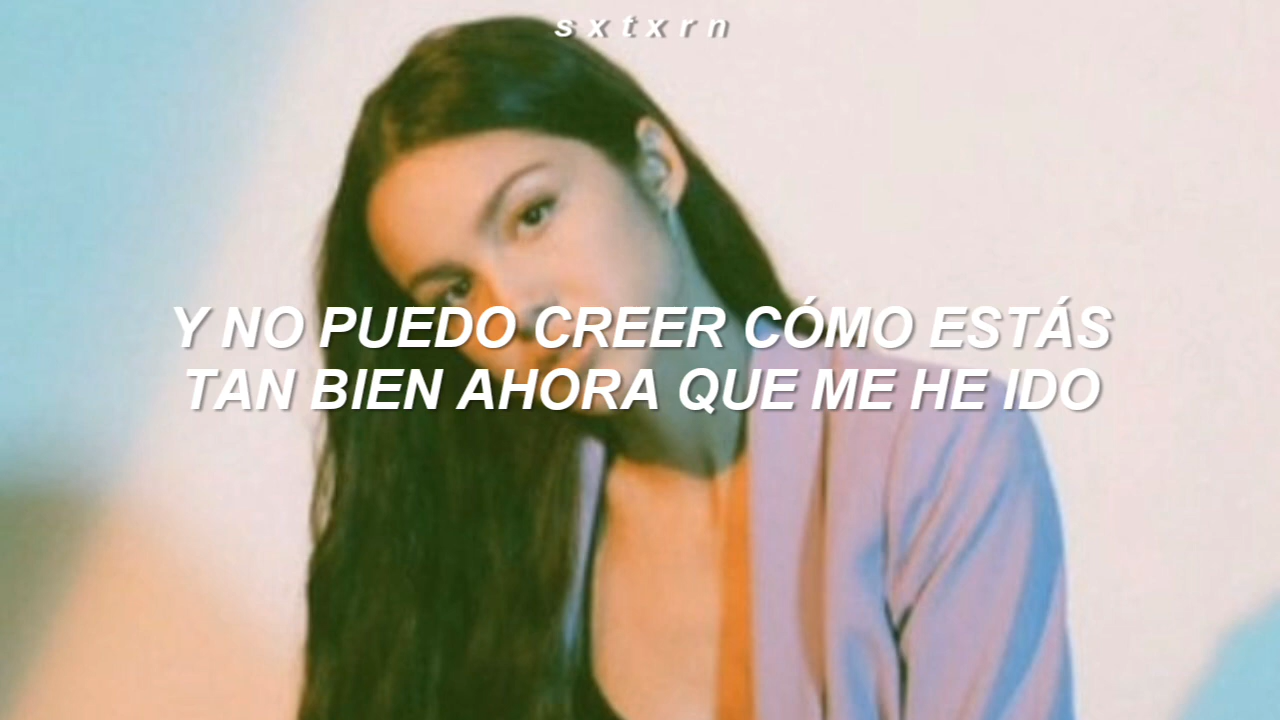 s x t x r n
Y NO PUEDO CREER CÓMO ESTÁS
TAN BIEN AHORA QUE ME HE IDO